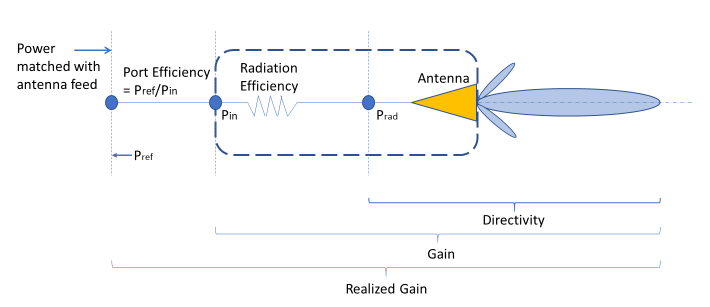 Power
matched with
antenna feed
Port Efficiency
= Pref/Pin
Radiation
Efficiency
Antenna
Pin
Prad
Pref
Directivity
Gain
Realized Gain